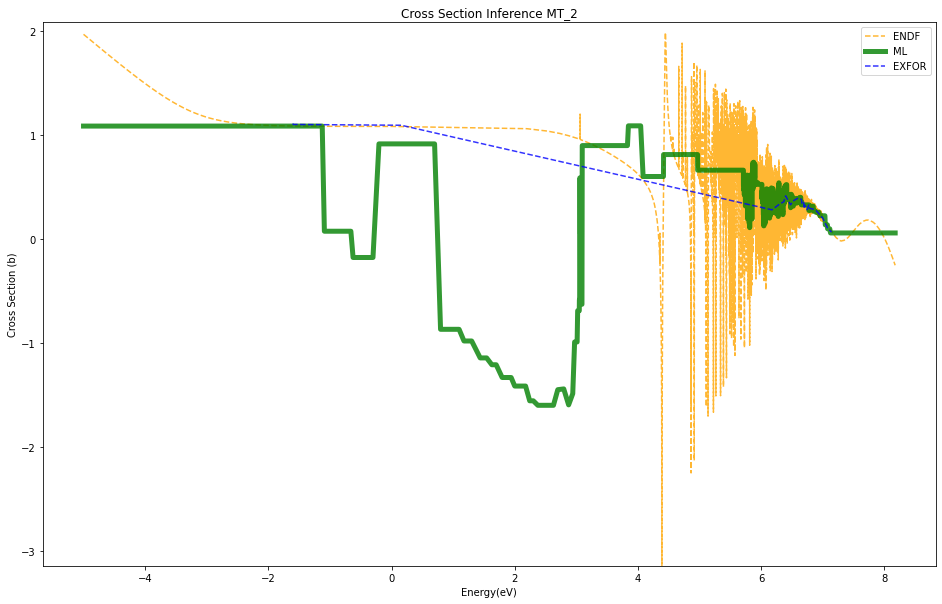 Cross Section Inference MT_2
ENDF
ML
EXFOR
Cross Section (b)
2
1
0
−1
−2
−3
−4
−2
0
2
4
6
8
Energy(eV)